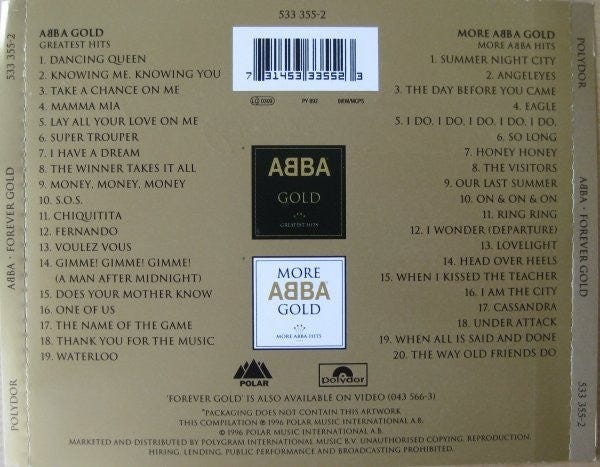 533 355-2
ABBA GOLD
GREATEST HITS
1. DANCING QUEEN
2. KNOWING ME, KNOWING YOU
3. TAKE A CHANCE ON ME
4. MAMMA MIA
5. LAY ALL YOUR LOVE ON ME
6. SUPER TROUPER
7. I HAVE A DREAM
8. THE WINNER TAKES IT ALL
9. MONEY, MONEY, MONEY
10. S.O.S.
11. CHIQUITITA
12. FERNANDO
13. VOULEZ VOUS
14. GIMME! GIMME! GIMME!
(A MAN AFTER MIDNIGHT)
15. DOES YOUR MOTHER KNOW
16. ONE OF US
17. THE NAME OF THE GAME
18. THANK YOU FOR THE MUSIC
19. WATERLOO
7 31453 33552 3
LC 0309 PY 892 BIEM/MCPS
ABBA
GOLD
GREATEST HITS
MORE
ABBA
GOLD
MORE ABBA HITS
MORE ABBA GOLD
MORE ABBA HITS
1. SUMMER NIGHT CITY
2. ANGELEYES
3. THE DAY BEFORE YOU CAME
4. EAGLE
5. I DO, I DO, I DO, I DO, I DO,
6. SO LONG
7. HONEY HONEY
8. THE VISITORS
9. OUR LAST SUMMER
10. ON & ON & ON
11. RING RING
12. I WONDER (DEPARTURE)
13. LOVELIGHT
14. HEAD OVER HEELS
15. WHEN I KISSED THE TEACHER
16. I AM THE CITY
17. CASSANDRA
18. UNDER ATTACK
19. WHEN ALL IS SAID AND DONE
20. THE WAY OLD FRIENDS DO
POLAR
polydor
'FOREVER GOLD' IS ALSO AVAILABLE ON VIDEO (043 566-3)
*PACKAGING DOES NOT CONTAIN THIS ARTWORK
THIS COMPILATION ℗ 1996 POLAR MUSIC INTERNATIONAL A.B.
© 1996 POLAR MUSIC INTERNATIONAL A.B.
MARKETED AND DISTRIBUTED BY POLYGRAM INTERNATIONAL MUSIC B.V. UNAUTHORISED COPYING, REPRODUCTION,
HIRING, LENDING, PUBLIC PERFORMANCE AND BROADCASTING PROHIBITED.
POLYDOR
ABBA • FOREVER GOLD
533 355-2
POLYDOR
ABBA • FOREVER GOLD
533 355-2